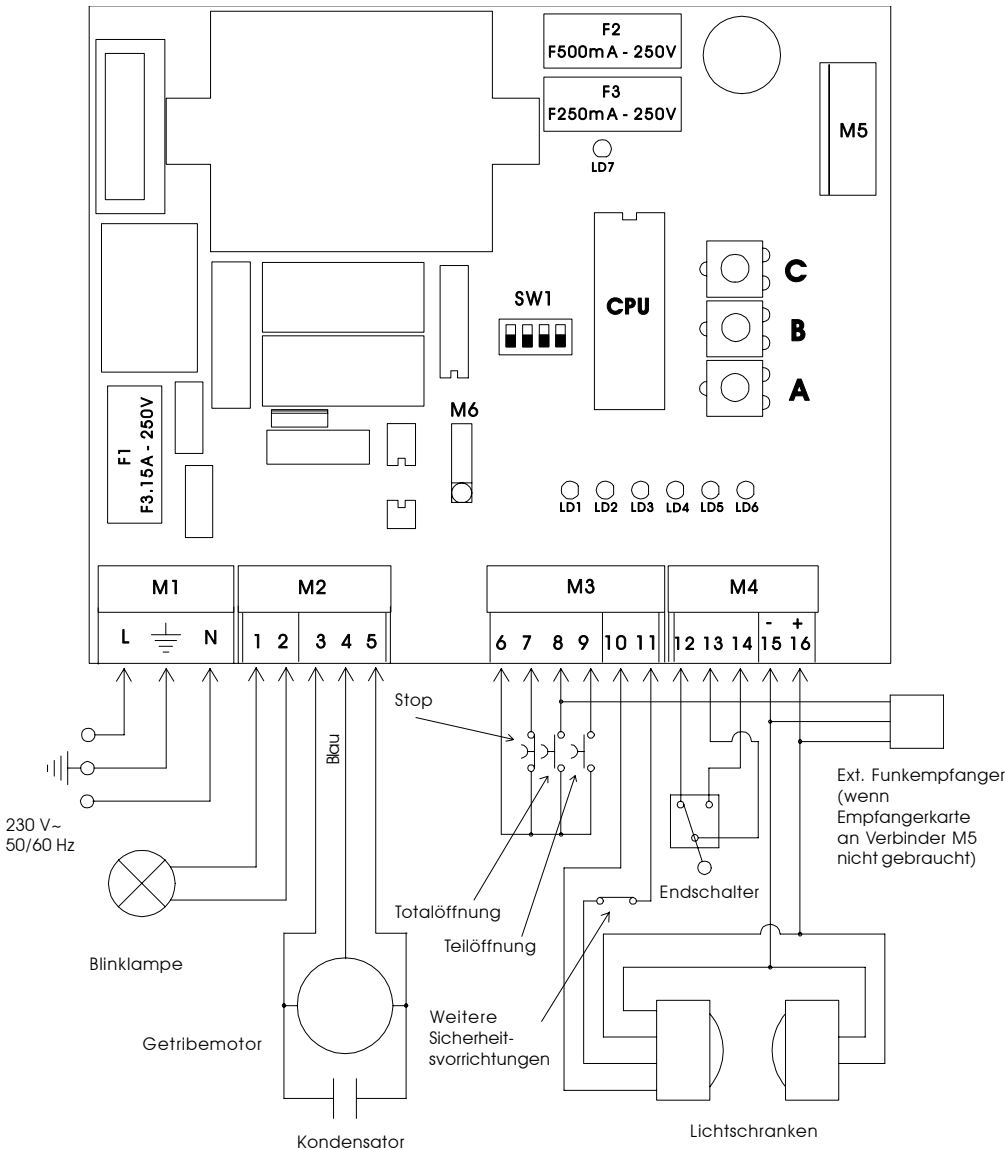 F2
F500mA - 250V
F3
F250mA - 250V
LD7
M5
C
SW1
CPU
B
A
M6
F1
F3.15A - 250V
LD1 LD2 LD3 LD4 LD5 LD6
M1 M2 M3 M4
L N 1 2 3 4 5 6 7 8 9 10 11 12 13 14 - 15 + 16
Stop
Blau
230 V~
50/60 Hz
Ext. Funkempfanger
(wenn
Empfangerkarte
an Verbinder M5
nicht gebraucht)
Endschalter
Totalöffnung
Teilöffnung
Blinklampe
Weitere
Sicherheit-
svorrichtungen
Getribemotor
Lichtschranken
Kondensator